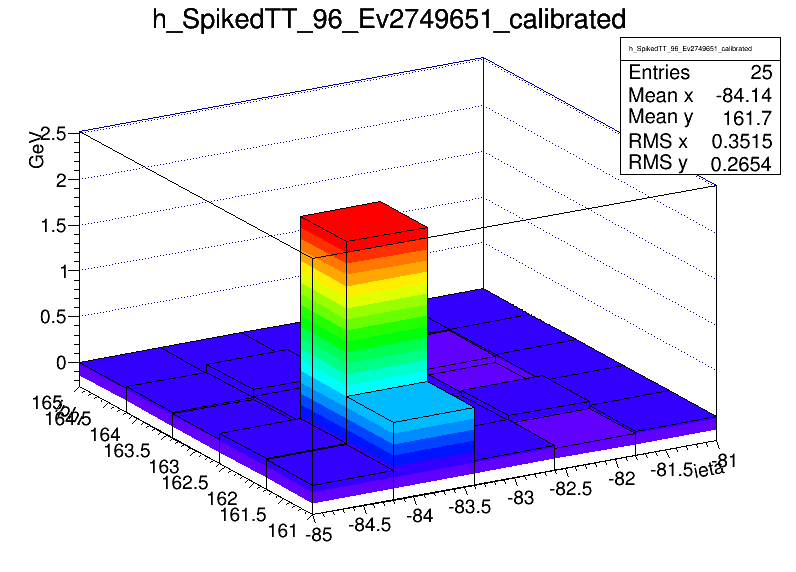 h_SpikedTT_96_Ev2749651_calibrated
h_SpikedTT_96_Ev2749651_calibrated
Entries 25
Mean x -84.14
Mean y 161.7
RMS x 0.3515
RMS y 0.2654
GeV
2.5
2
1.5
1
0.5
0
165
164.5
164
163.5
163
162.5
162
161.5
161
-85
-84.5
-84
-83.5
-83
-82.5
-82
-81.5
-81
ieta